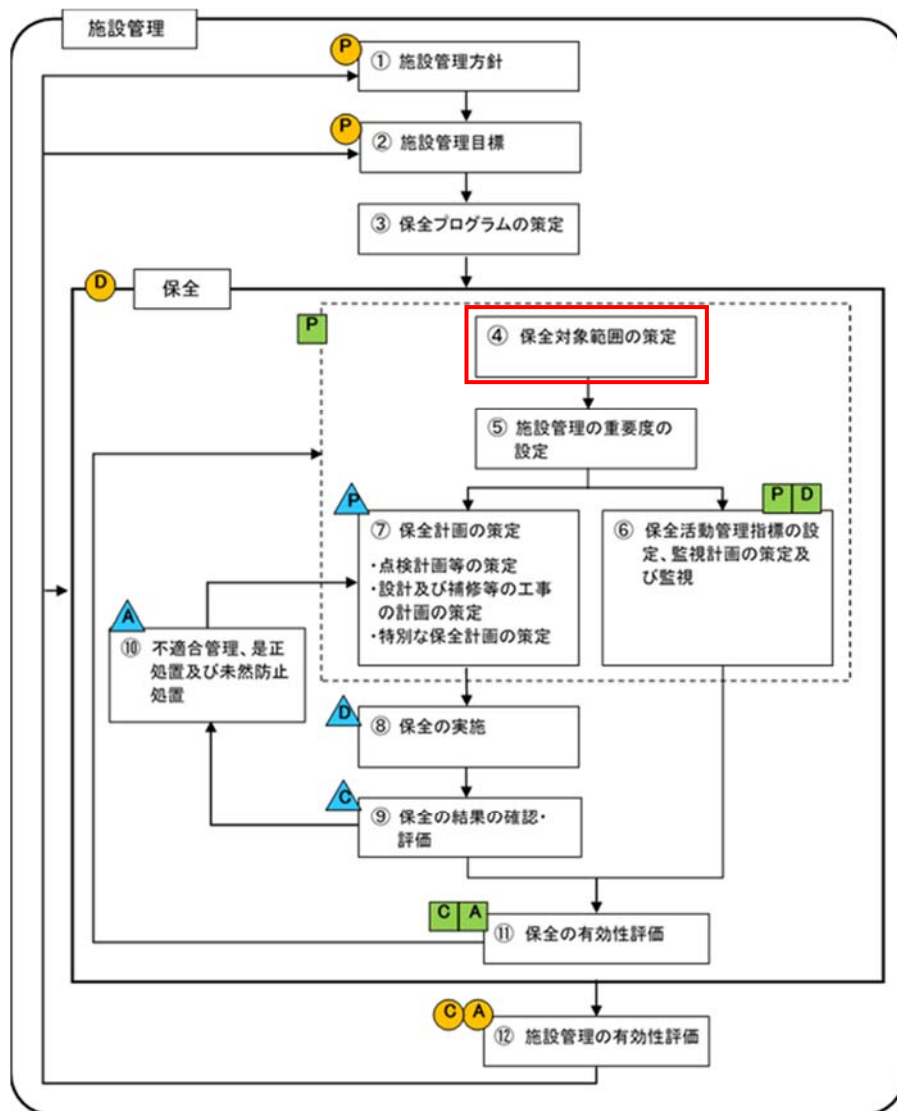 施設管理
P
① 施設管理方針
P
② 施設管理目標
③ 保全プログラムの策定
D
保全
P
④ 保全対象範囲の策定
⑤ 施設管理の重要度の
設定
P
⑦ 保全計画の策定
・点検計画等の策定
・設計及び補修等の工事
の計画の策定
・特別な保全計画の策定
P D
⑥ 保全活動管理指標の設
定、監視計画の策定及
び監視
A
⑩ 不適合管理、是正
処置及び未然防止
処置
D
⑧ 保全の実施
C
⑨ 保全の結果の確認・
評価
C A
⑪ 保全の有効性評価
C A
⑫ 施設管理の有効性評価